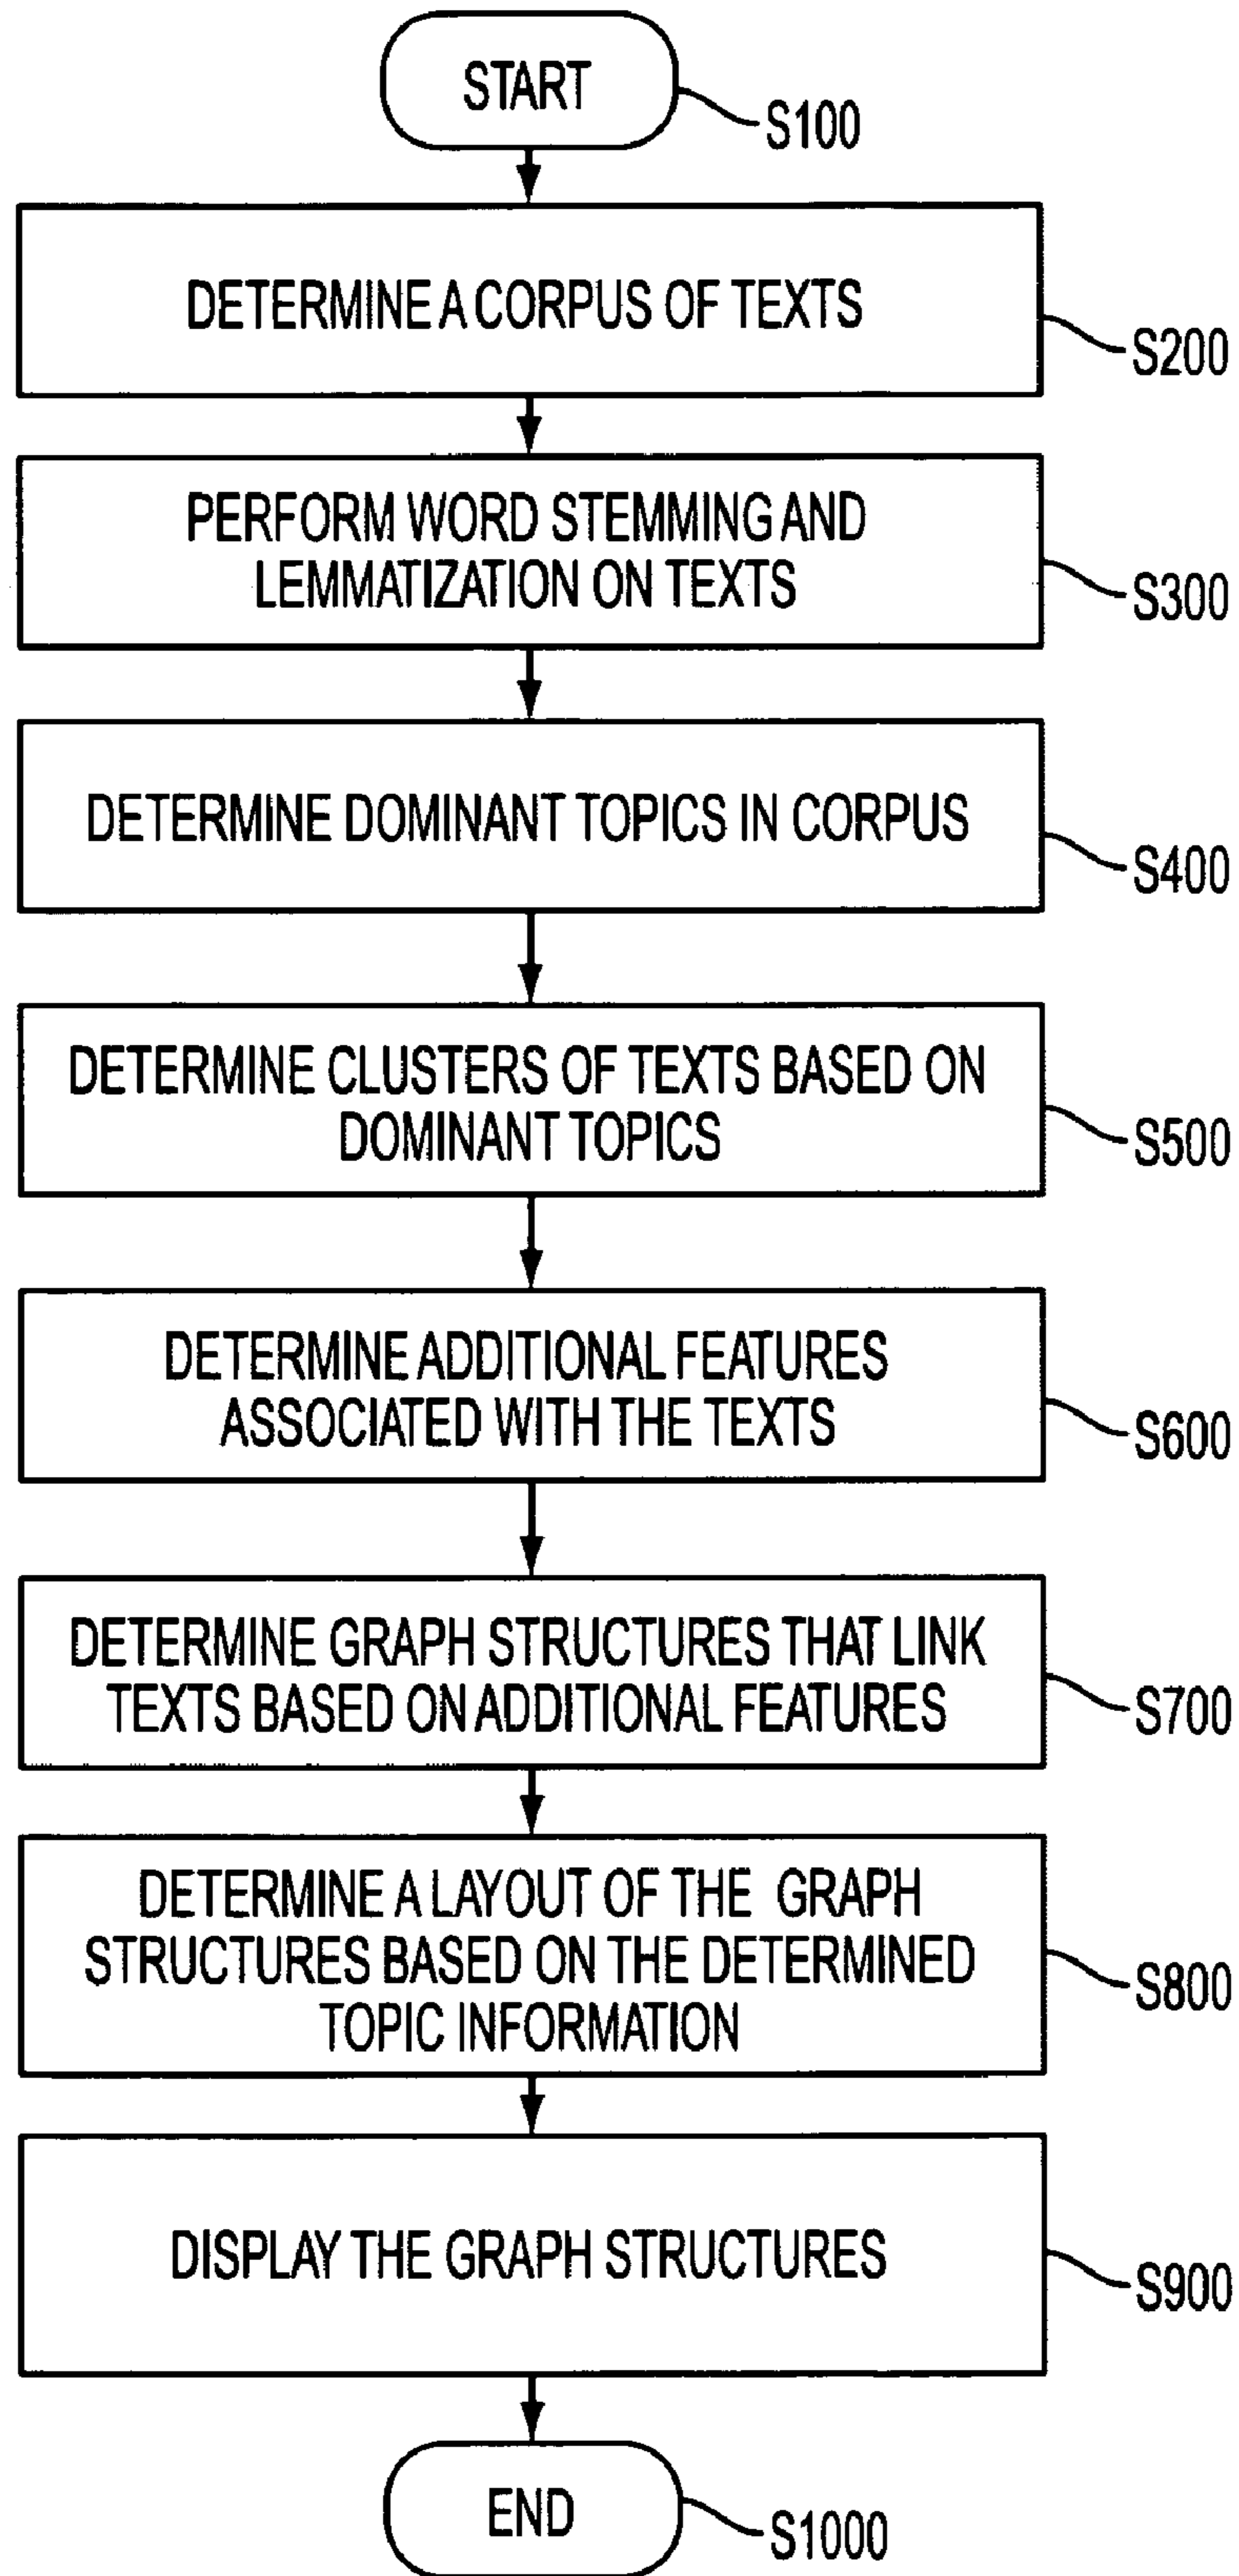 START
S100
DETERMINE A CORPUS OF TEXTS
S200
PERFORM WORD STEMMING AND
LEMMATIZATION ON TEXTS
S300
DETERMINE DOMINANT TOPICS IN CORPUS
S400
DETERMINE CLUSTERS OF TEXTS BASED ON
DOMINANT TOPICS
S500
DETERMINE ADDITIONAL FEATURES
ASSOCIATED WITH THE TEXTS
S600
DETERMINE GRAPH STRUCTURES THAT LINK
TEXTS BASED ON ADDITIONAL FEATURES
S700
DETERMINE A LAYOUT OF THE GRAPH
STRUCTURES BASED ON THE DETERMINED
TOPIC INFORMATION
S800
DISPLAY THE GRAPH STRUCTURES
S900
END
S1000